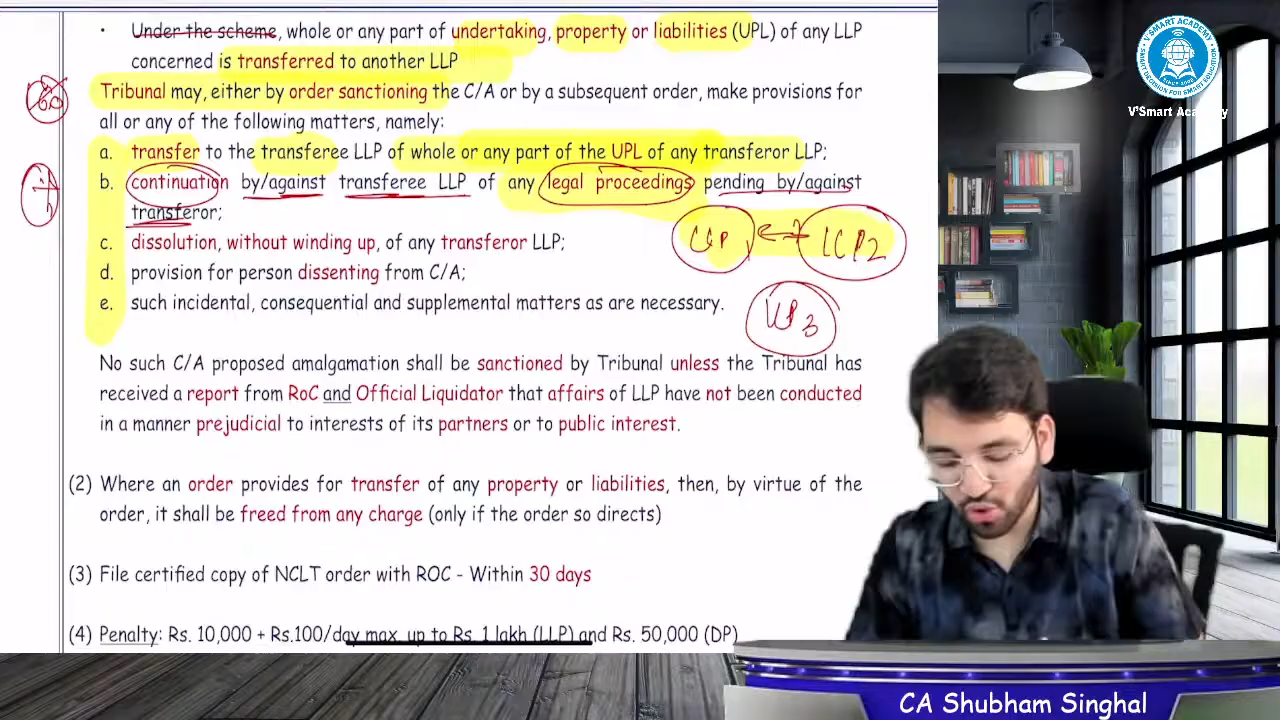 • Under the scheme, whole or any part of undertaking, property or liabilities (UPL) of any LLP
concerned is transferred to another LLP
60
Tribunal may, either by order sanctioning the C/A or by a subsequent order, make provisions for
all or any of the following matters, namely:
a. transfer to the transferee LLP of whole or any part of the UPL of any transferor LLP;
b. continuation by/against transferee LLP of any legal proceedings pending by/against
transferor;
c. dissolution, without winding up, of any transferor LLP;
LLP1 LLP2
d. provision for person dissenting from C/A;
e. such incidental, consequential and supplemental matters as are necessary.
LLP3
No such C/A proposed amalgamation shall be sanctioned by Tribunal unless the Tribunal has
received a report from RoC and Official Liquidator that affairs of LLP have not been conducted
in a manner prejudicial to interests of its partners or to public interest.
(2) Where an order provides for transfer of any property or liabilities, then, by virtue of the
order, it shall be freed from any charge (only if the order so directs)
(3) File certified copy of NCLT order with ROC - Within 30 days
(4) Penalty: Rs. 10,000 + Rs.100/day max. up to Rs. 1 lakh (LLP) and Rs. 50,000 (DP)
V'SMART ACADEMY
SMART DECISION FOR SMART EDUCATION
V'Smart Academy
CA Shubham Singhal